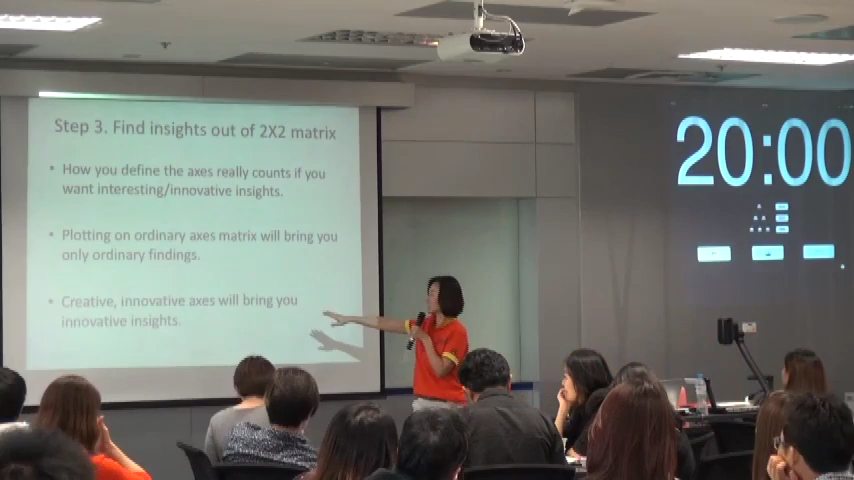 Step 3. Find insights out of 2X2 matrix
• How you define the axes really counts if you
want interesting/innovative insights.
• Plotting on ordinary axes matrix will bring you
only ordinary findings.
• Creative, innovative axes will bring you
innovative insights.
20:00